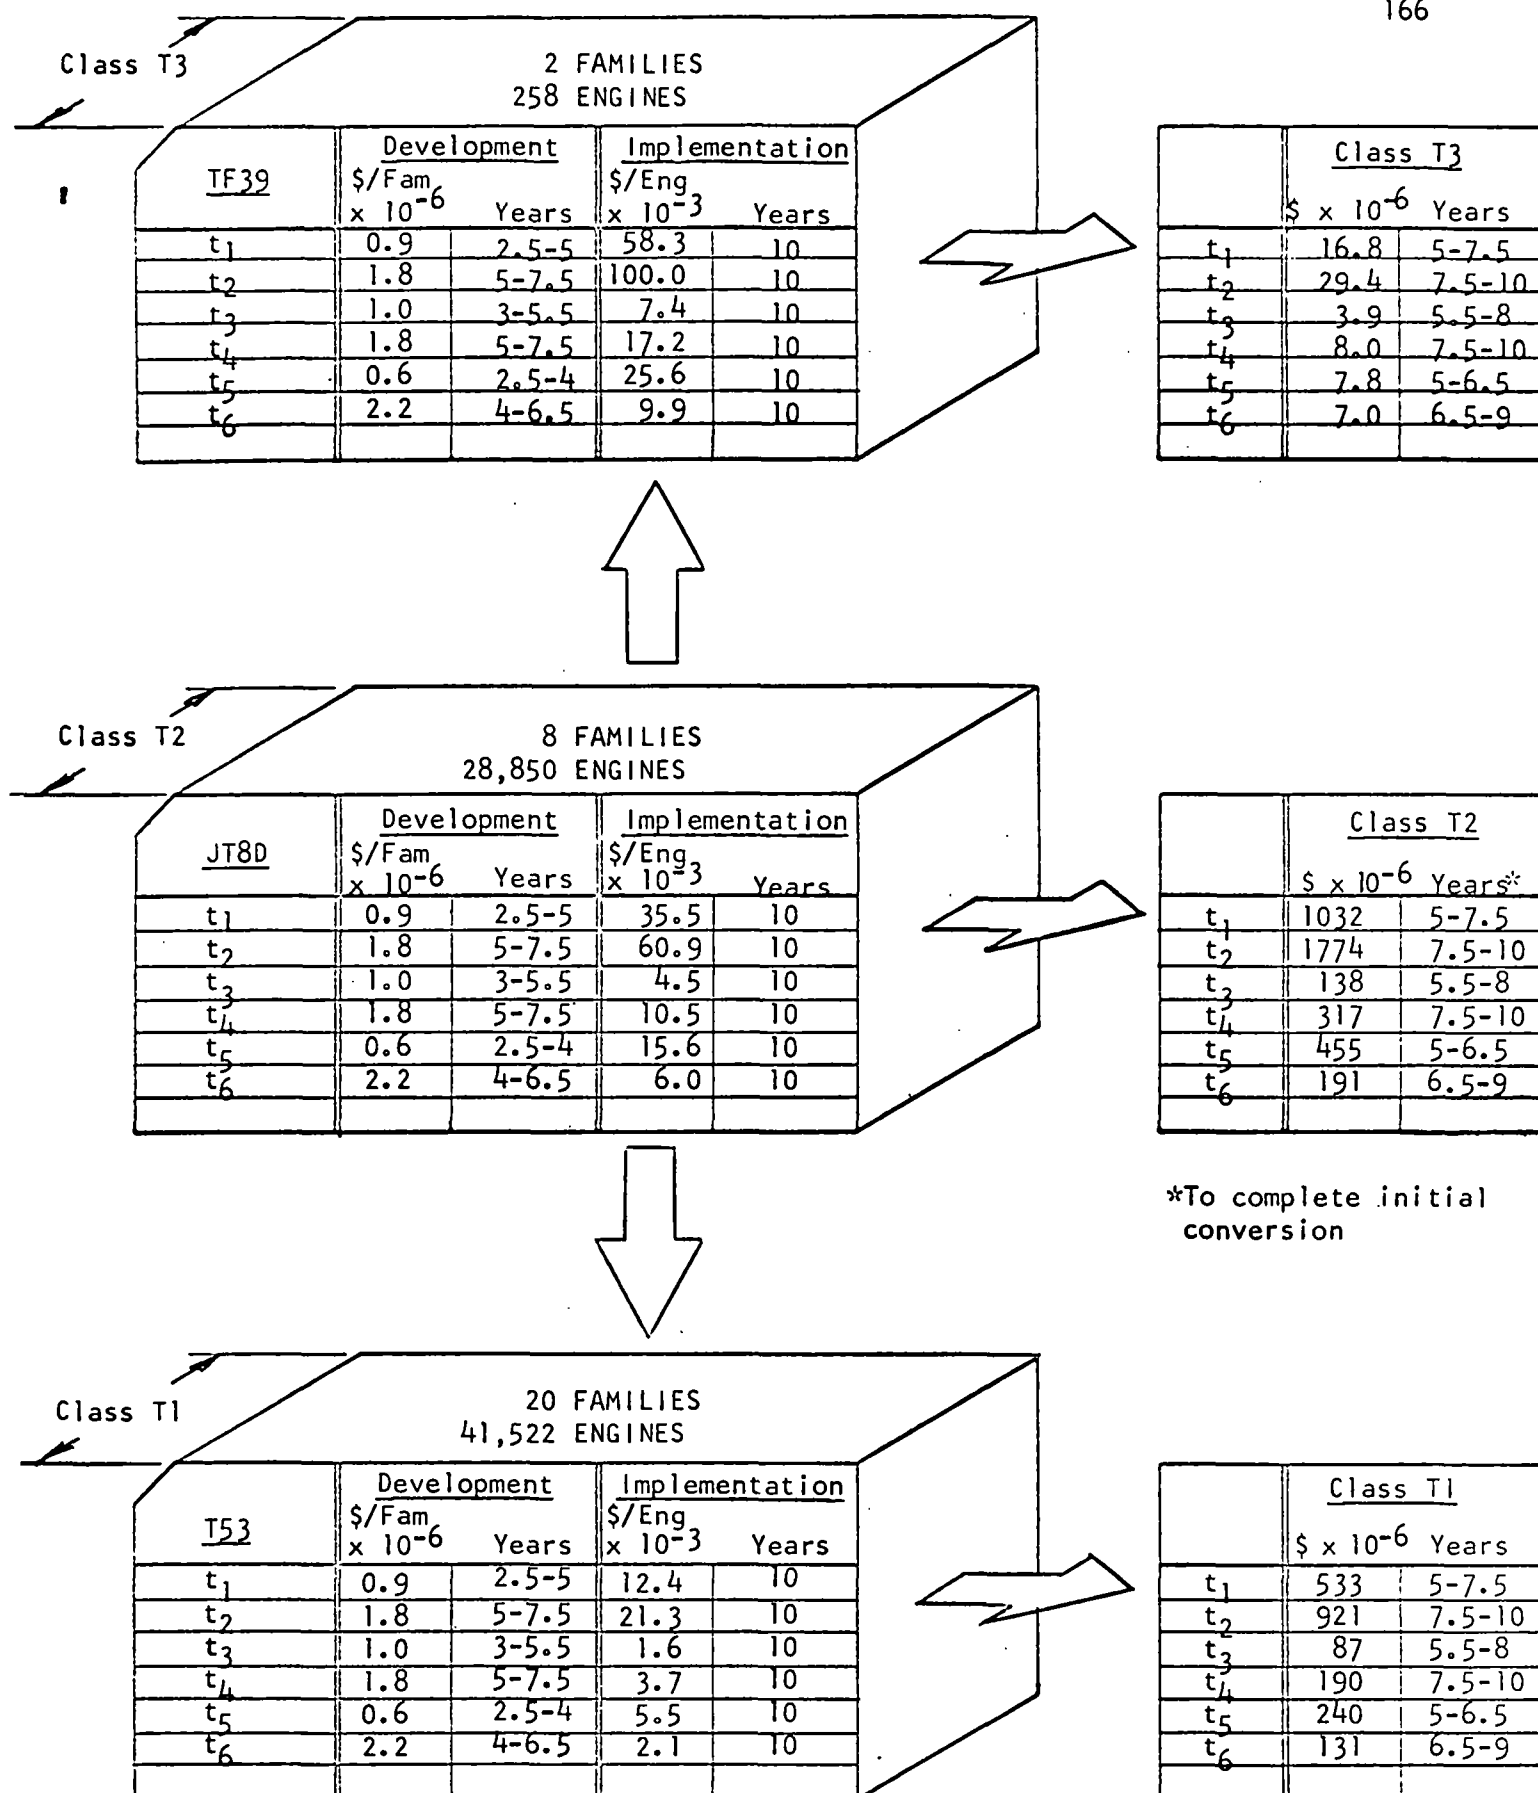 166
Class T3
2 FAMILIES
258 ENGINES
TF39 Development Implementation
$/Fam x 10-6 Years $/Eng x 10-3 Years
t1 0.9 2.5-5 58.3 10
t2 1.8 5-7.5 100.0 10
t3 1.0 3-5.5 7.4 10
t4 1.8 5-7.5 17.2 10
t5 0.6 2.5-4 25.6 10
t6 2.2 4-6.5 9.9 10
Class T3
$ x 10-6 Years
t1 16.8 5-7.5
t2 29.4 7.5-10
t3 3.9 5.5-8
t4 8.0 7.5-10
t5 7.8 5-6.5
t6 7.0 6.5-9
Class T2
8 FAMILIES
28,850 ENGINES
JT8D Development Implementation
$/Fam x 10-6 Years $/Eng x 10-3 Years
t1 0.9 2.5-5 35.5 10
t2 1.8 5-7.5 60.9 10
t3 1.0 3-5.5 4.5 10
t4 1.8 5-7.5 10.5 10
t5 0.6 2.5-4 15.6 10
t6 2.2 4-6.5 6.0 10
Class T2
$ x 10-6 Years*
t1 1032 5-7.5
t2 1774 7.5-10
t3 138 5.5-8
t4 317 7.5-10
t5 455 5-6.5
t6 191 6.5-9
*To complete initial
conversion
Class T1
20 FAMILIES
41,522 ENGINES
T53 Development Implementation
$/Fam x 10-6 Years $/Eng x 10-3 Years
t1 0.9 2.5-5 12.4 10
t2 1.8 5-7.5 21.3 10
t3 1.0 3-5.5 1.6 10
t4 1.8 5-7.5 3.7 10
t5 0.6 2.5-4 5.5 10
t6 2.2 4-6.5 2.1 10
Class T1
$ x 10-6 Years
t1 533 5-7.5
t2 921 7.5-10
t3 87 5.5-8
t4 190 7.5-10
t5 240 5-6.5
t6 131 6.5-9